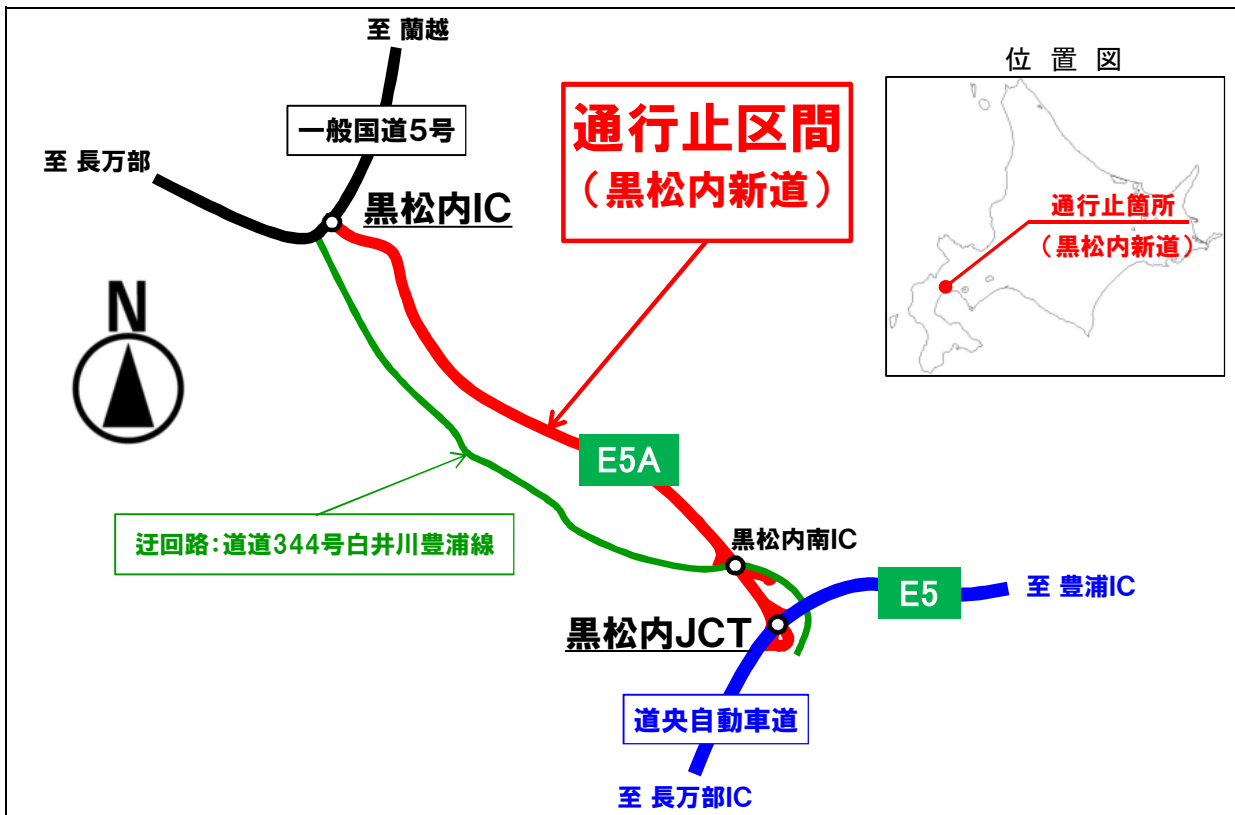 至 蘭越
一般国道5号
至 長万部
黒松内IC
通行止区間
(黒松内新道)
位 置 図
通行止箇所
(黒松内新道)
N
E5A
迂回路:道道344号白井川豊浦線
黒松内南IC
E5
至 豊浦IC
黒松内JCT
道央自動車道
至 長万部IC